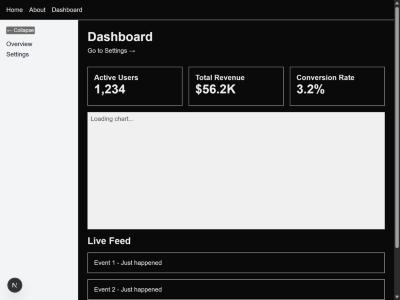 Home About Dashboard
← Collapse
Overview
Settings
Dashboard
Go to Settings →
Active Users
1,234
Total Revenue
$56.2K
Conversion Rate
3.2%
Loading chart...
Live Feed
Event 1 - Just happened
Event 2 - Just happened
N